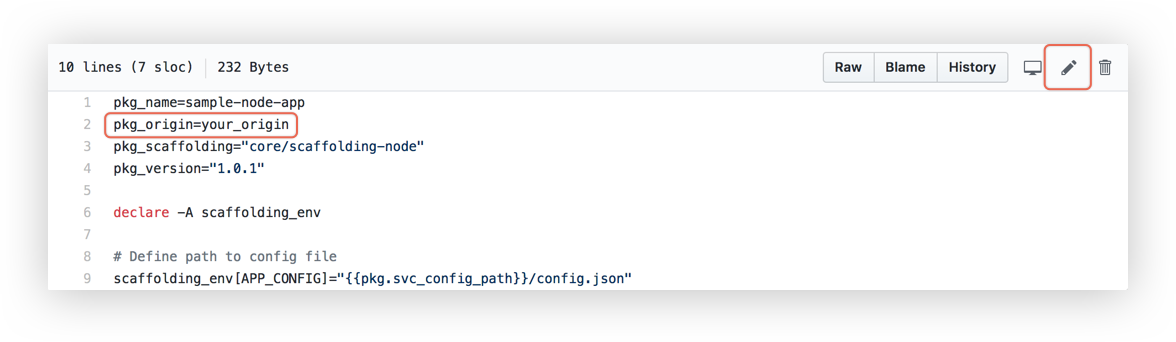 10 lines (7 sloc) 232 Bytes Raw Blame History
1 pkg_name=sample-node-app
2 pkg_origin=your_origin
3 pkg_scaffolding="core/scaffolding-node"
4 pkg_version="1.0.1"
5
6 declare -A scaffolding_env
7
8 # Define path to config file
9 scaffolding_env[APP_CONFIG]="{{pkg.svc_config_path}}/config.json"